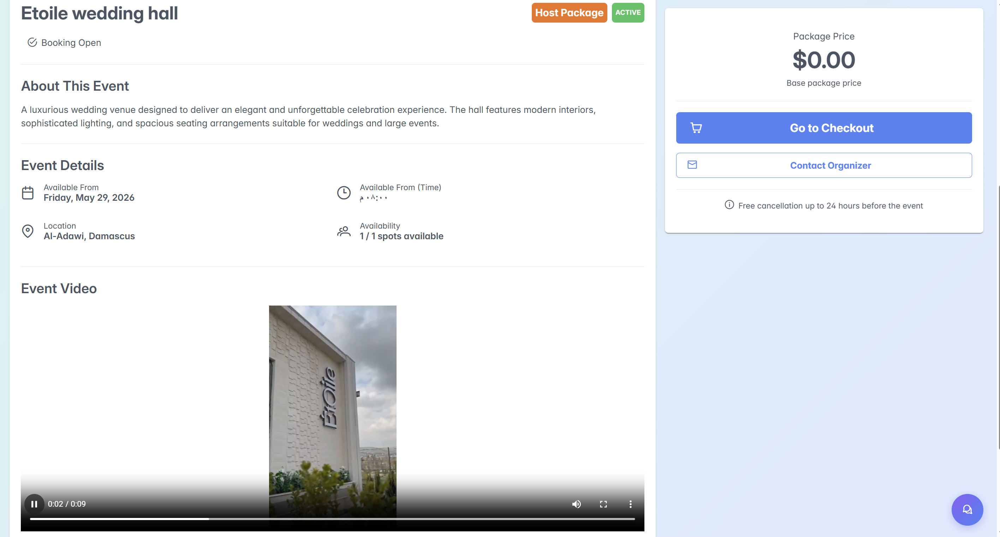 Etoile wedding hall
Host Package
ACTIVE
Booking Open
About This Event
A luxurious wedding venue designed to deliver an elegant and unforgettable celebration experience. The hall features modern interiors,
sophisticated lighting, and spacious seating arrangements suitable for weddings and large events.
Event Details
Available From
Friday, May 29, 2026
Available From (Time)
٠٨:٠٠ م
Location
Al-Adawi, Damascus
Availability
1 / 1 spots available
Event Video
ÉtOile
0:02 / 0:09
Package Price
$0.00
Base package price
Go to Checkout
Contact Organizer
Free cancellation up to 24 hours before the event